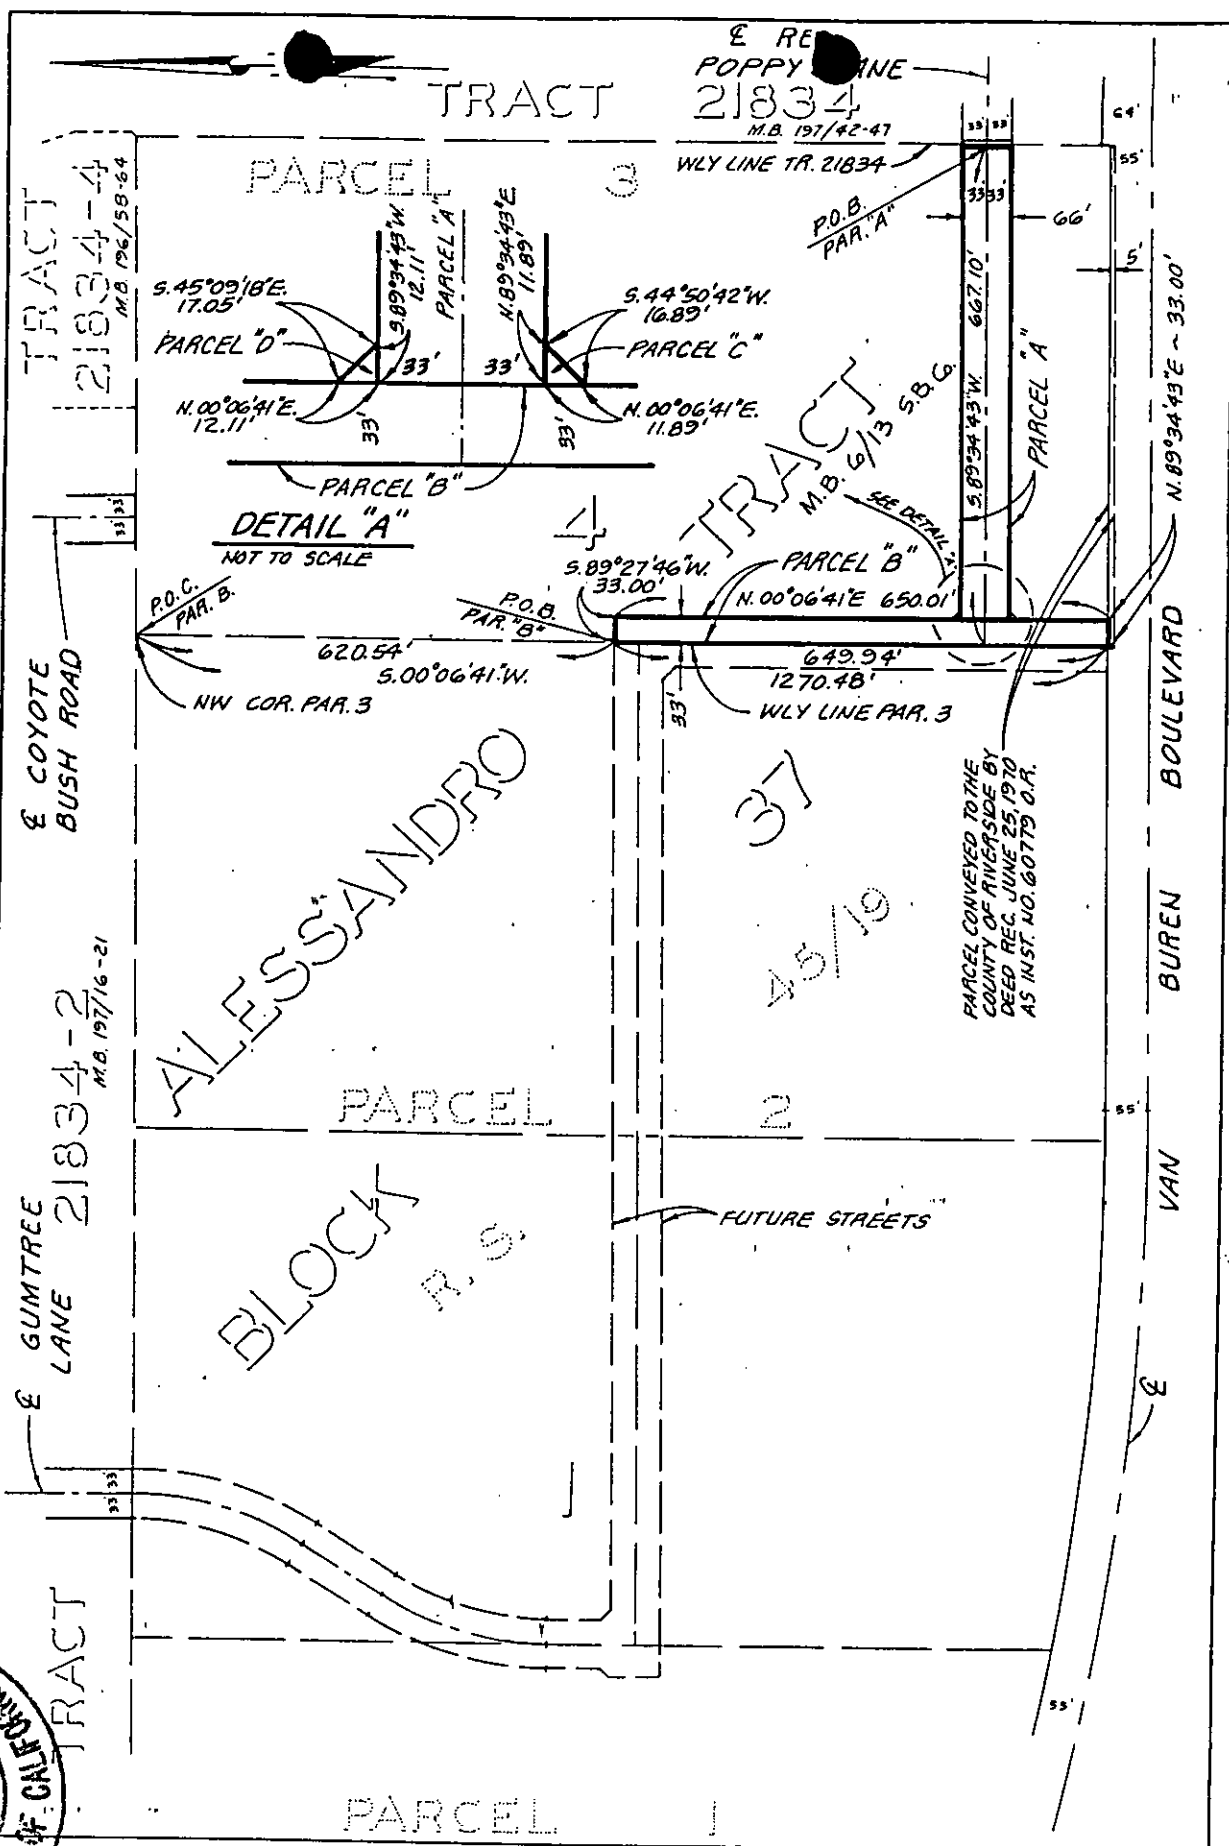 ℄ RE
POPPY LANE
TRACT 21834
M.B. 197/42-47
WLY LINE TR. 21834
33' 33'
64'
55'
TRACT
21834-4
M.B. 196/58-64
PARCEL 3
P.O.B.
PAR. "A"
33' 33'
66'
5'
S.45°09'18"E.
17.05'
S.89°34'43"W.
12.11'
PARCEL "A"
N.89°34'43"E.
11.89'
S.44°50'42"W.
16.89'
PARCEL "D"
33'
33'
PARCEL "C"
N.00°06'41"E.
12.11'
33'
33'
N.00°06'41"E.
11.89'
PARCEL "B"
DETAIL "A"
NOT TO SCALE
S.89°34'43"W. 667.10'
PARCEL "A"
N.89°34'43"E ~ 33.00'
TRACT
M.B. 6/13 S.B.Co.
SEE DETAIL "A"
4
33' 33'
S.89°27'46"W.
33.00'
PARCEL "B"
N.00°06'41"E 650.01'
P.O.C.
PAR. B.
P.O.B.
PAR. "B"
620.54'
S.00°06'41"W.
649.94'
1270.48'
NW COR. PAR. 3
33'
WLY LINE PAR. 3
℄ COYOTE
BUSH ROAD
PARCEL CONVEYED TO THE
COUNTY OF RIVERSIDE BY
DEED REC. JUNE 25, 1970
AS INST. NO. 60779 O.R.
ALESSANDRO
37
45/19
VAN BUREN BOULEVARD
TRACT 21834-2
M.B. 197/16-21
PARCEL 2
55'
BLOCK
R.S.
FUTURE STREETS
℄ GUMTREE
LANE
℄
33' 33'
55'
OF CALIFORN
PARCEL 1